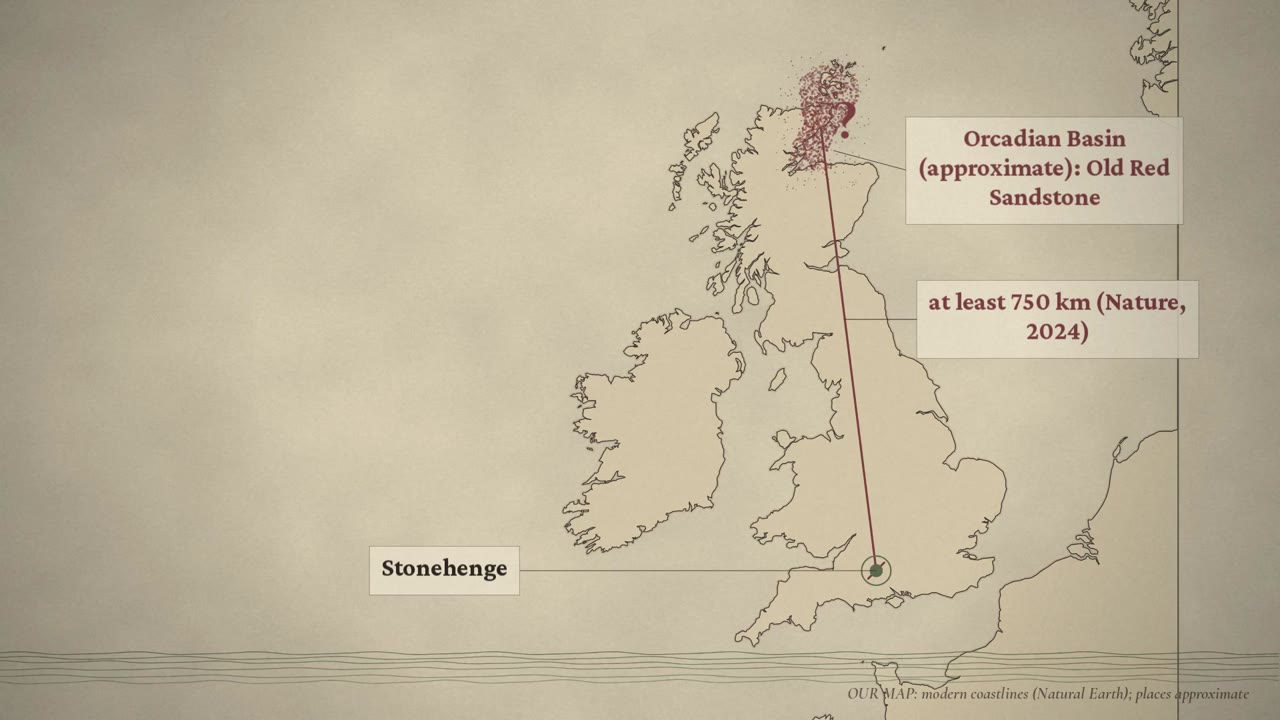 ?
Orcadian Basin
(approximate): Old Red
Sandstone
at least 750 km (Nature,
2024)
Stonehenge
OUR MAP: modern coastlines (Natural Earth); places approximate